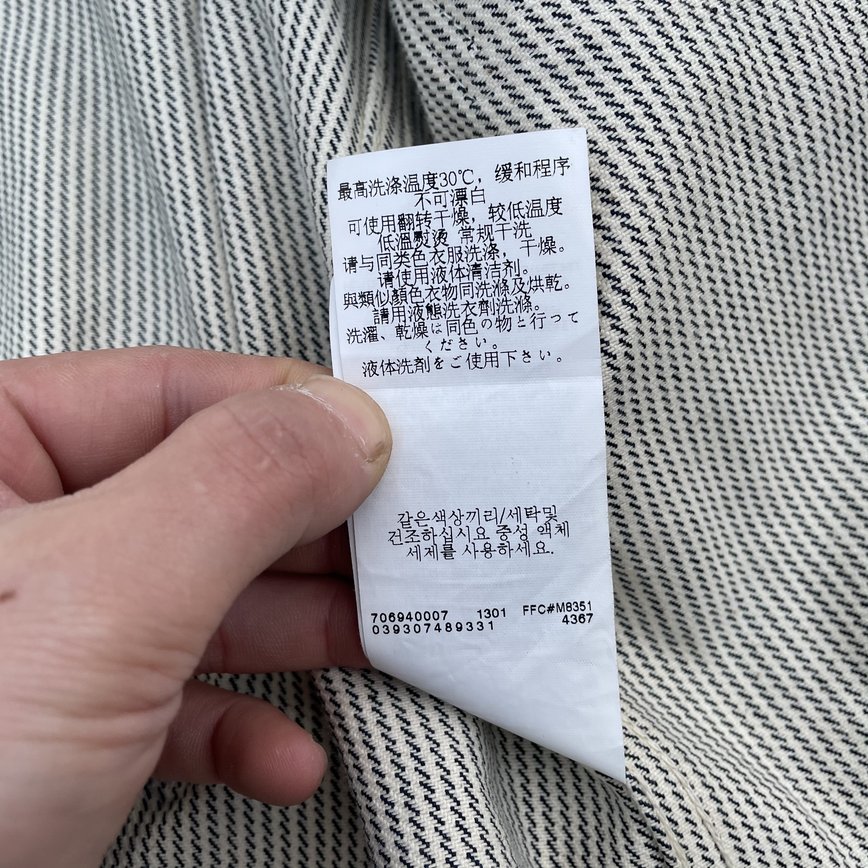 最高洗涤温度30℃，缓和程序
不可漂白
可使用翻转干燥，较低温度
低溫熨烫 常规干洗
请与同类色衣服洗涤，干燥。
请使用液体清洁剂。
與類似顏色衣物同洗滌及烘乾。
請用液態洗衣劑洗滌。
洗濯、乾燥は同色の物と行って
ください。
液体洗剤をご使用下さい。
같은색상끼리/세탁및
건조하십시요 중성 액체
세제를 사용하세요.
706940007 1301 FFC#M8351
039307489331 4367